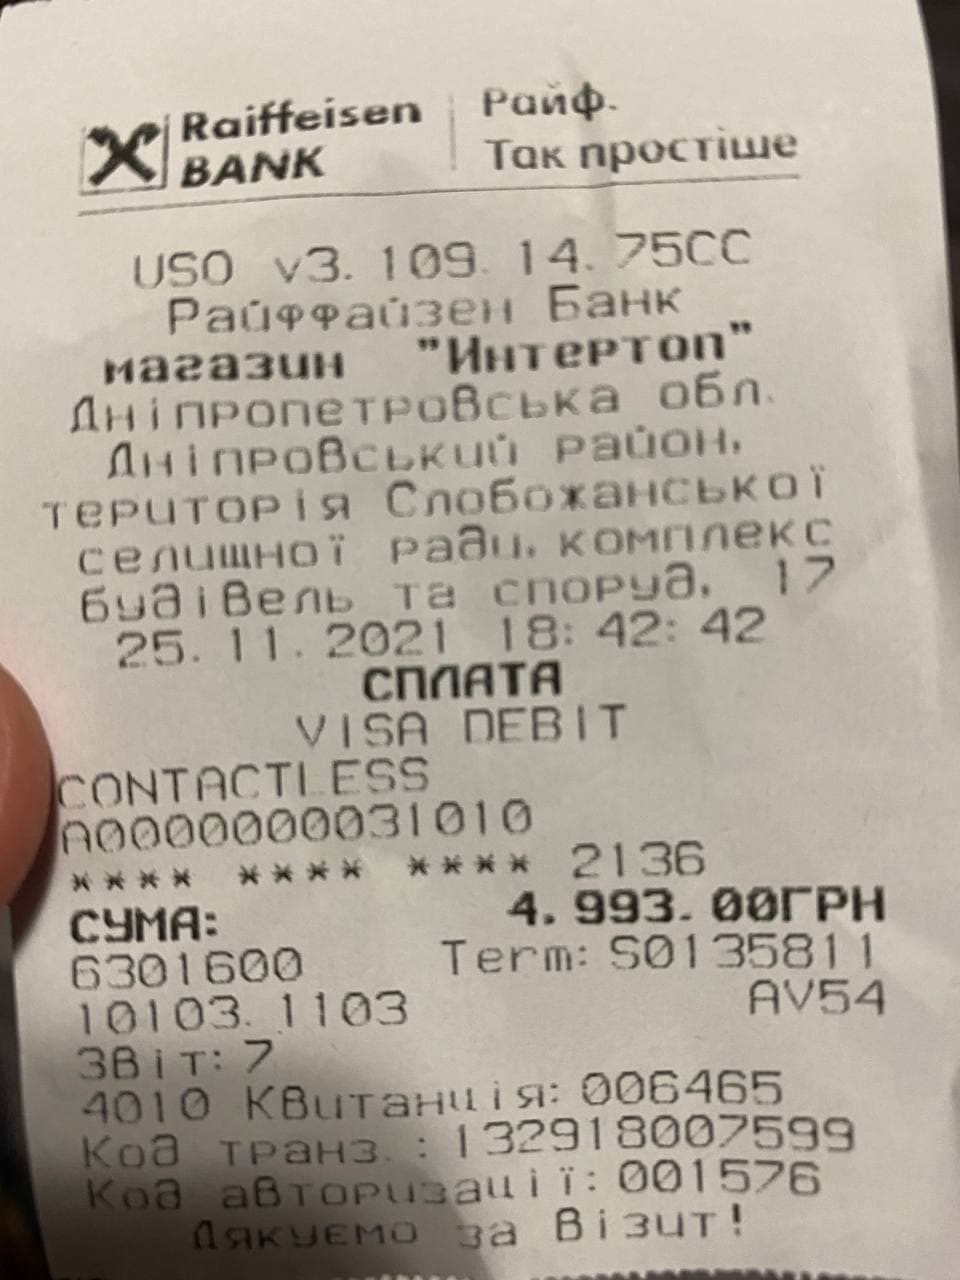 Raiffeisen BANK
Райф.
Так простіше
USO v3.109.14.75CC
Райффайзен Банк
магазин "Интертоп"
Дніпропетровська обл.
Дніпровський район,
територія Слобожанської
селищної ради, комплекс
будівель та споруд, 17
25.11.2021 18:42:42
СПЛАТА
VISA DEBIT
CONTACTLESS
A0000000031010
**** **** **** 2136
СУМА: 4,993.00ГРН
6301600 Term: S0135811
10103.1103 AV54
Звіт: 7
4010 Квитанція: 006465
Код транз.: 132918007599
Код авторизації: 001576
Дякуємо за Візит!